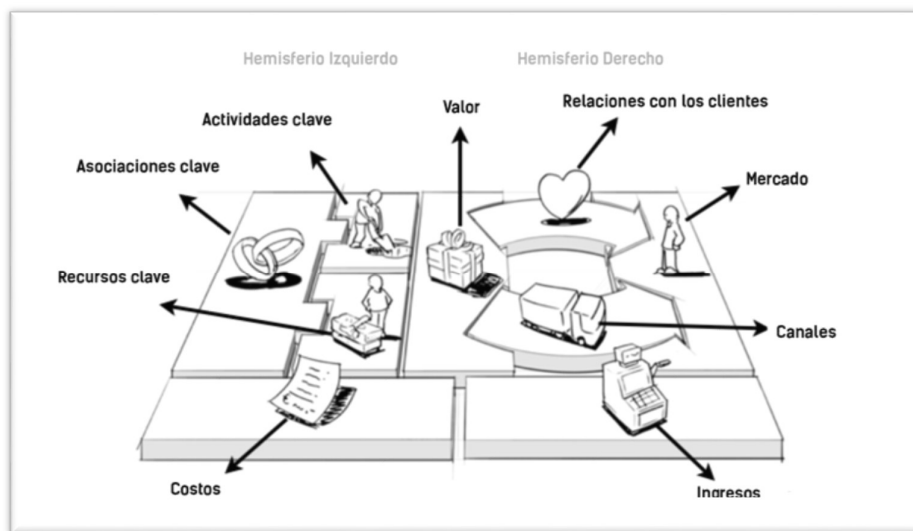 Hemisferio Izquierdo
Hemisferio Derecho
Relaciones con los clientes
Valor
Actividades clave
Asociaciones clave
Mercado
Recursos clave
Canales
Costos
Ingresos